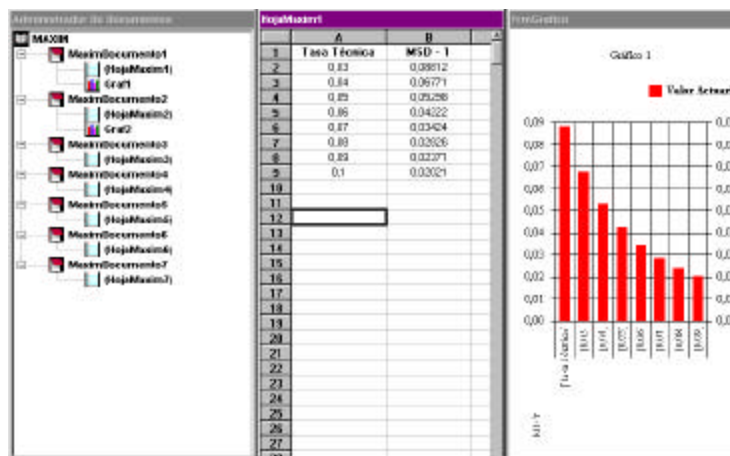 Administrador de Documentos
MAXIM
MaximDocumento1
(HojaMaxim1)
Graf1
MaximDocumento2
(HojaMaxim2)
Graf2
MaximDocumento3
(HojaMaxim3)
MaximDocumento4
(HojaMaxim4)
MaximDocumento5
(HojaMaxim5)
MaximDocumento6
(HojaMaxim6)
MaximDocumento7
(HojaMaxim7)
HojaMaxim1
A B
1 Tasa Técnica MSD - 1
2 0,03 0,08812
3 0,04 0,06771
4 0,05 0,05298
5 0,06 0,04222
6 0,07 0,03424
7 0,08 0,02826
8 0,09 0,02371
9 0,1 0,02021
10
11
12
13
14
15
16
17
18
19
20
21
22
23
24
25
26
27
Gráfico 1
0,09
0,08
0,07
0,06
0,05
0,04
0,03
0,02
0,01
0,00